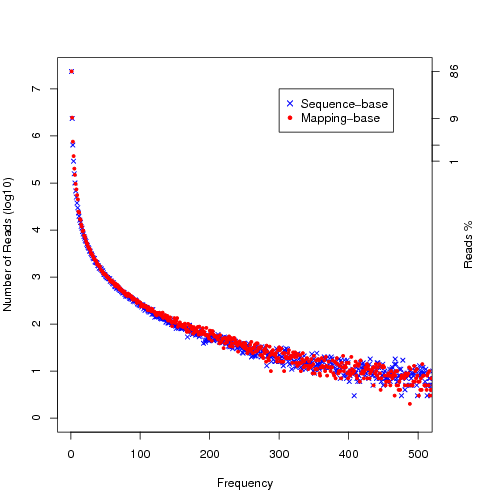 Sequence−base
Mapping−base
7
6
5
4
3
2
1
0
Number of Reads (log10)
86
9
1
Reads %
0 100 200 300 400 500
Frequency